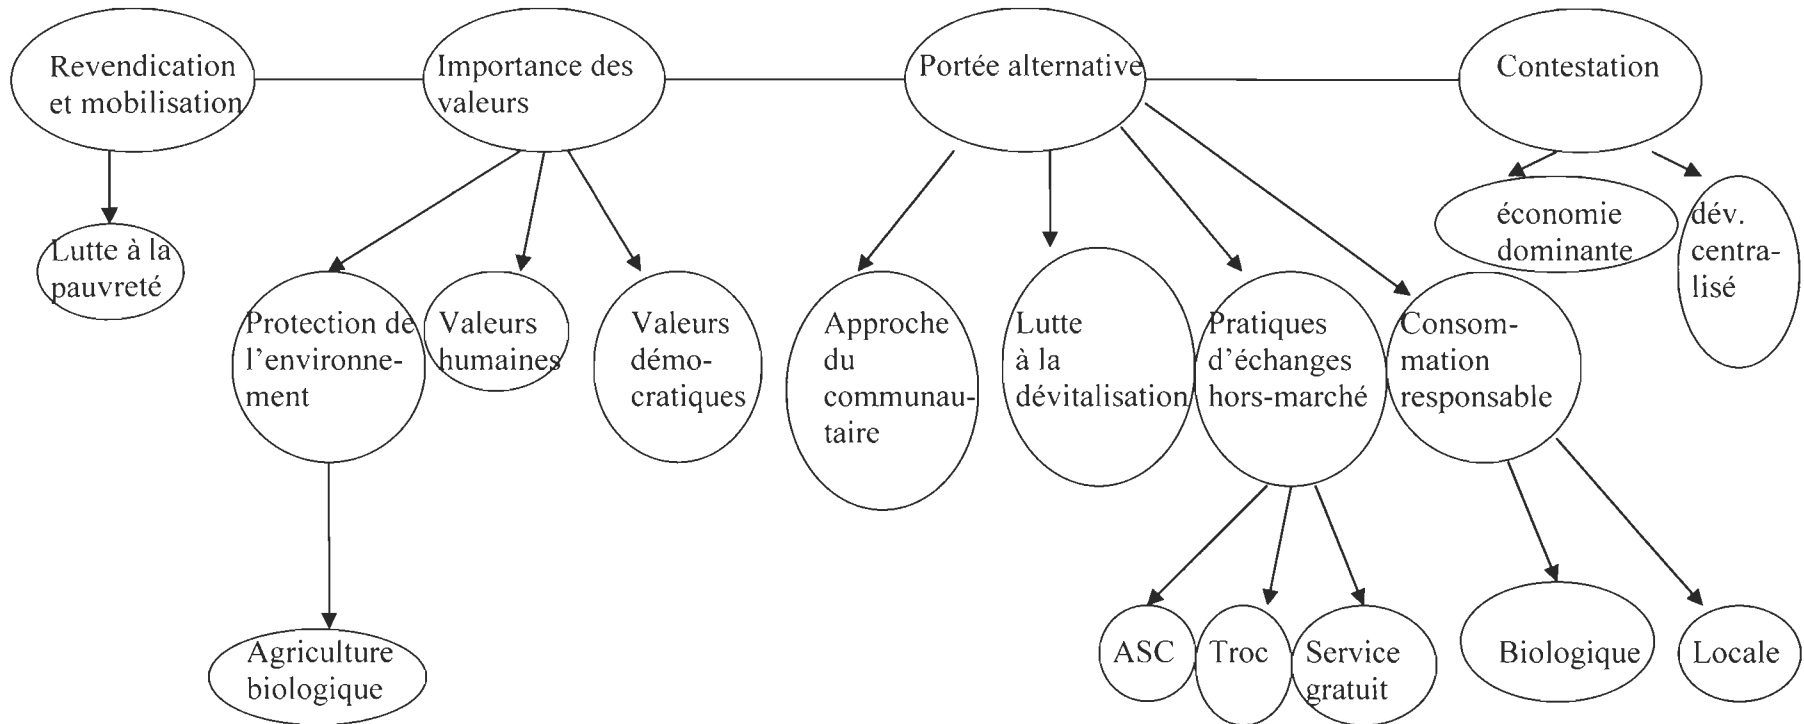 Revendication
et mobilisation
Importance des
valeurs
Portée alternative
Contestation
Lutte à la
pauvreté
Protection de
l'environne-
ment
Valeurs
humaines
Valeurs
démo-
cratiques
Approche
du
communau-
taire
Lutte
à la
dévitalisation
Pratiques
d'échanges
hors-marché
Consom-
mation
responsable
économie
dominante
dév.
centra-
lisé
Agriculture
biologique
ASC
Troc
Service
gratuit
Biologique
Locale